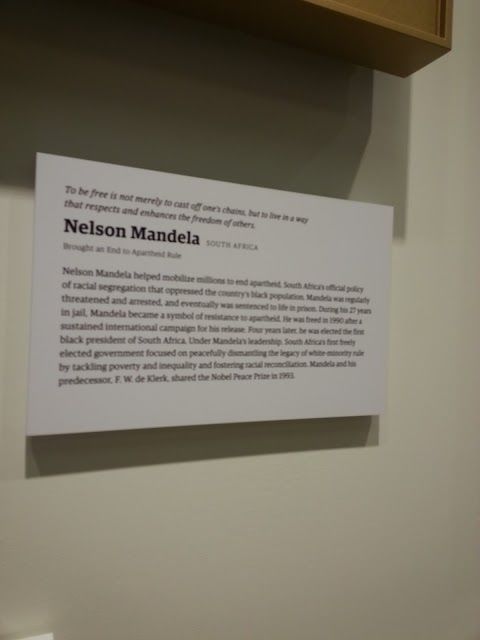 To be free is not merely to cast off one's chains, but to live in a way
that respects and enhances the freedom of others.
Nelson Mandela SOUTH AFRICA
Brought an End to Apartheid Rule
Nelson Mandela helped mobilize millions to end apartheid, South Africa's official policy
of racial segregation that oppressed the country's black population. Mandela was regularly
threatened and arrested, and eventually was sentenced to life in prison. During his 27 years
in jail, Mandela became a symbol of resistance to apartheid. He was freed in 1990 after a
sustained international campaign for his release. Four years later, he was elected the first
black president of South Africa. Under Mandela's leadership, South Africa's first freely
elected government focused on peacefully dismantling the legacy of white-minority rule
by tackling poverty and inequality and fostering racial reconciliation. Mandela and his
predecessor, F. W. de Klerk, shared the Nobel Peace Prize in 1993.